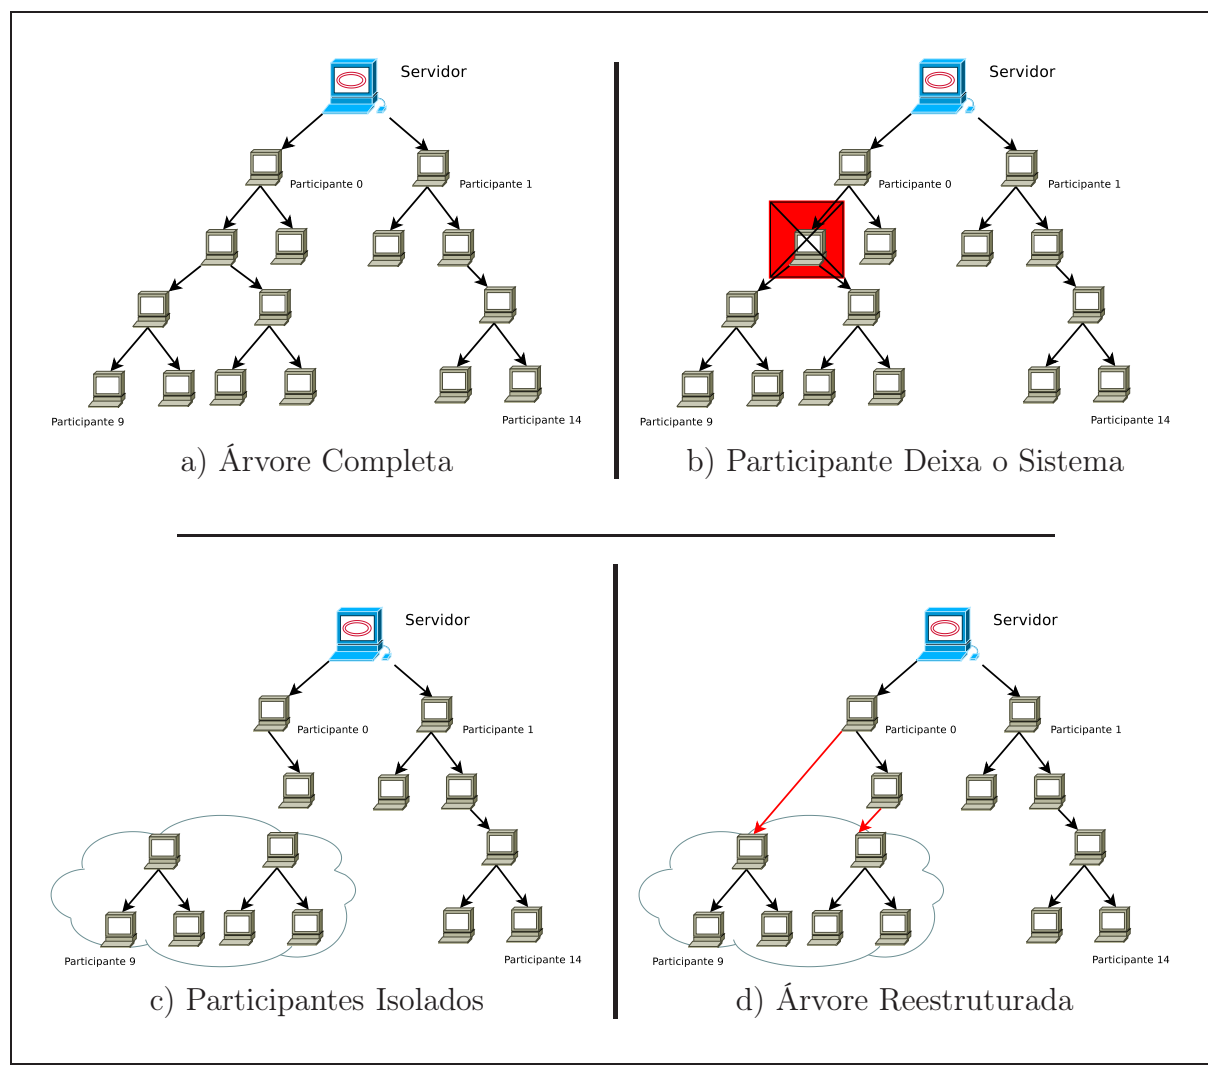 Servidor
Participante 0
Participante 1
Participante 9
Participante 14
a) Árvore Completa
Servidor
Participante 0
Participante 1
Participante 9
Participante 14
b) Participante Deixa o Sistema
Servidor
Participante 0
Participante 1
Participante 9
Participante 14
c) Participantes Isolados
Servidor
Participante 0
Participante 1
Participante 9
Participante 14
d) Árvore Reestruturada